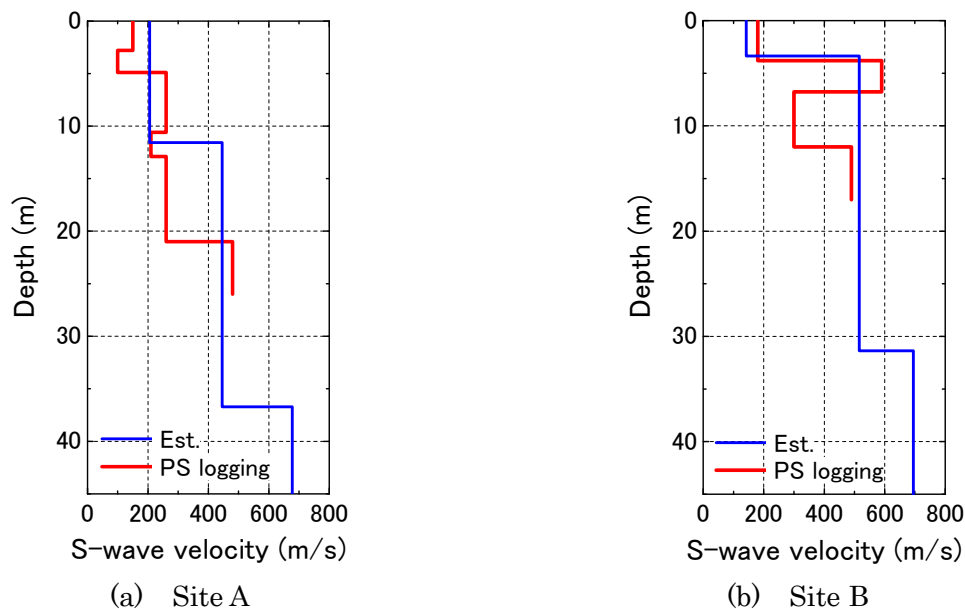 0
10
20
30
40
Depth (m)
Est.
PS logging
0 200 400 600 800
S-wave velocity (m/s)
(a) Site A
0
10
20
30
40
Depth (m)
Est.
PS logging
0 200 400 600 800
S-wave velocity (m/s)
(b) Site B